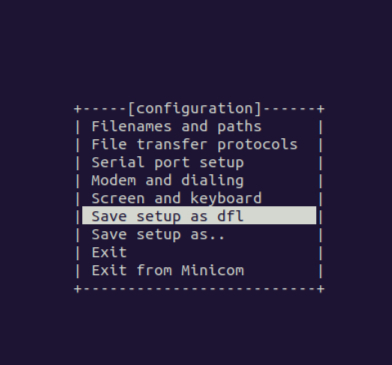 +-----[configuration]------+
| Filenames and paths      |
| File transfer protocols  |
| Serial port setup        |
| Modem and dialing        |
| Screen and keyboard      |
| Save setup as dfl        |
| Save setup as..          |
| Exit                     |
| Exit from Minicom        |
+--------------------------+